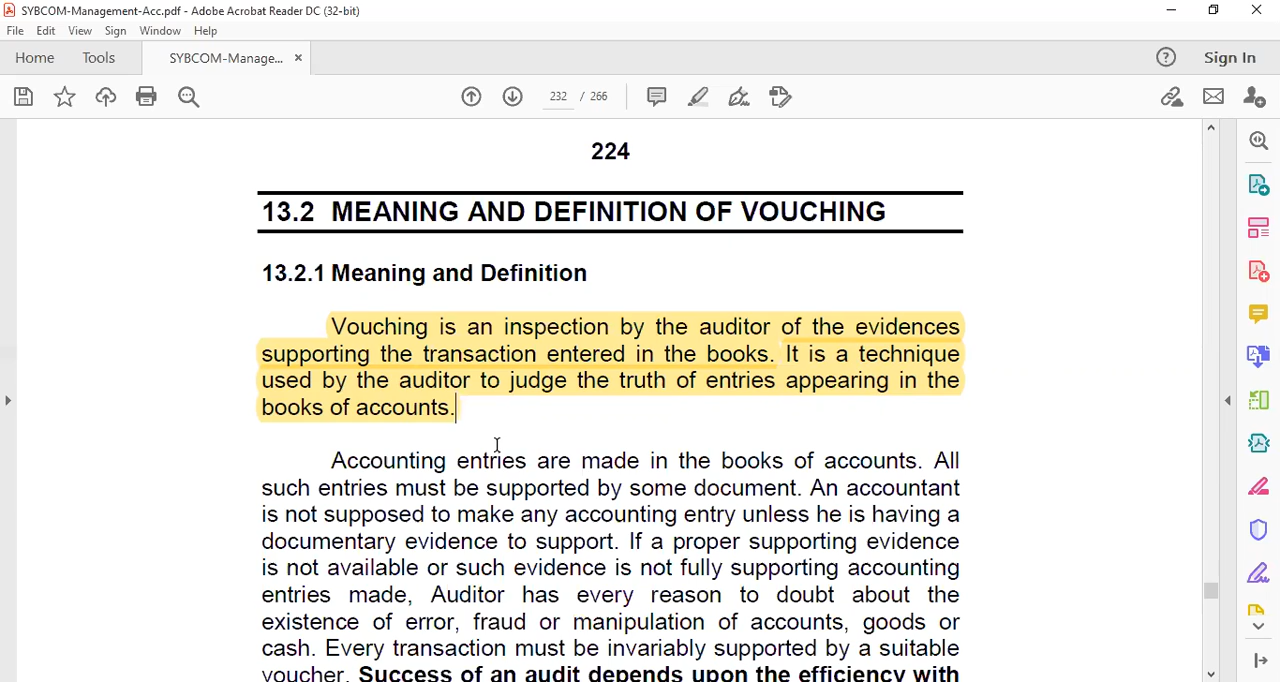 SYBCOM-Management-Acc.pdf - Adobe Acrobat Reader DC (32-bit)
File Edit View Sign Window Help
Home Tools SYBCOM-Manage... × Sign In
232 / 266
224
13.2 MEANING AND DEFINITION OF VOUCHING
13.2.1 Meaning and Definition
Vouching is an inspection by the auditor of the evidences
supporting the transaction entered in the books. It is a technique
used by the auditor to judge the truth of entries appearing in the
books of accounts.
Accounting entries are made in the books of accounts. All
such entries must be supported by some document. An accountant
is not supposed to make any accounting entry unless he is having a
documentary evidence to support. If a proper supporting evidence
is not available or such evidence is not fully supporting accounting
entries made, Auditor has every reason to doubt about the
existence of error, fraud or manipulation of accounts, goods or
cash. Every transaction must be invariably supported by a suitable
voucher. Success of an audit depends upon the efficiency with